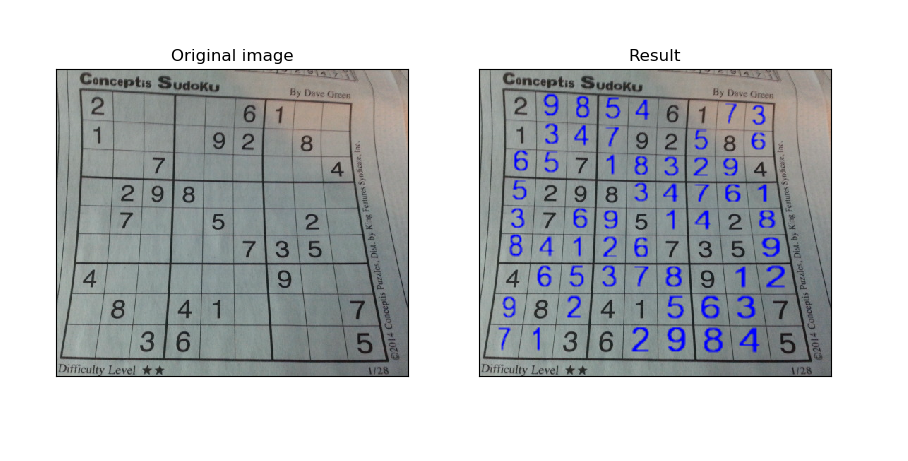 Original image
Conceptis Sudoku
By Dave Green
2 6 1
1 9 2 8
7 4
2 9 8
7 5 2
7 3 5
4 9
8 4 1 7
3 6 5
Difficulty Level ★★
1/28
©2014 Conceptis Puzzles, Dist. by King Features Syndicate, Inc.
Result
Conceptis Sudoku
By Dave Green
2 9 8 5 4 6 1 7 3
1 3 4 7 9 2 5 8 6
6 5 7 1 8 3 2 9 4
5 2 9 8 3 4 7 6 1
3 7 6 9 5 1 4 2 8
8 4 1 2 6 7 3 5 9
4 6 5 3 7 8 9 1 2
9 8 2 4 1 5 6 3 7
7 1 3 6 2 9 8 4 5
Difficulty Level ★★
1/28
©2014 Conceptis Puzzles, Dist. by King Features Syndicate, Inc.